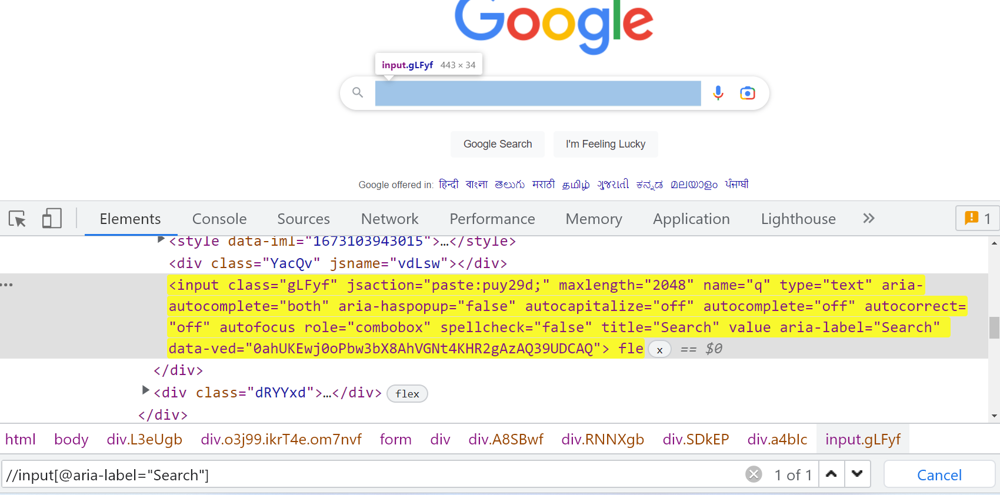 Google
input.gLFyf 443 × 34
Google Search I'm Feeling Lucky
Google offered in: हिन्दी বাংলা తెలుగు मराठी தமிழ் ગુજરાતી ಕನ್ನಡ മലയാളം ਪੰਜਾਬੀ
Elements Console Sources Network Performance Memory Application Lighthouse » 1
<style data-iml="1673103943015">…</style>
<div class="YacQv" jsname="vdLsw"></div>
<input class="gLFyf" jsaction="paste:puy29d;" maxlength="2048" name="q" type="text" aria-
autocomplete="both" aria-haspopup="false" autocapitalize="off" autocomplete="off" autocorrect=
"off" autofocus role="combobox" spellcheck="false" title="Search" value aria-label="Search"
data-ved="0ahUKEwj0oPbw3bX8AhVGNt4KHR2gAzAQ39UDCAQ"> fle x == $0
</div>
<div class="dRYYxd">…</div> flex
</div>
html body div.L3eUgb div.o3j99.ikrT4e.om7nvf form div div.A8SBwf div.RNNXgb div.SDkEP div.a4bIc input.gLFyf
//input[@aria-label="Search"] 1 of 1 Cancel